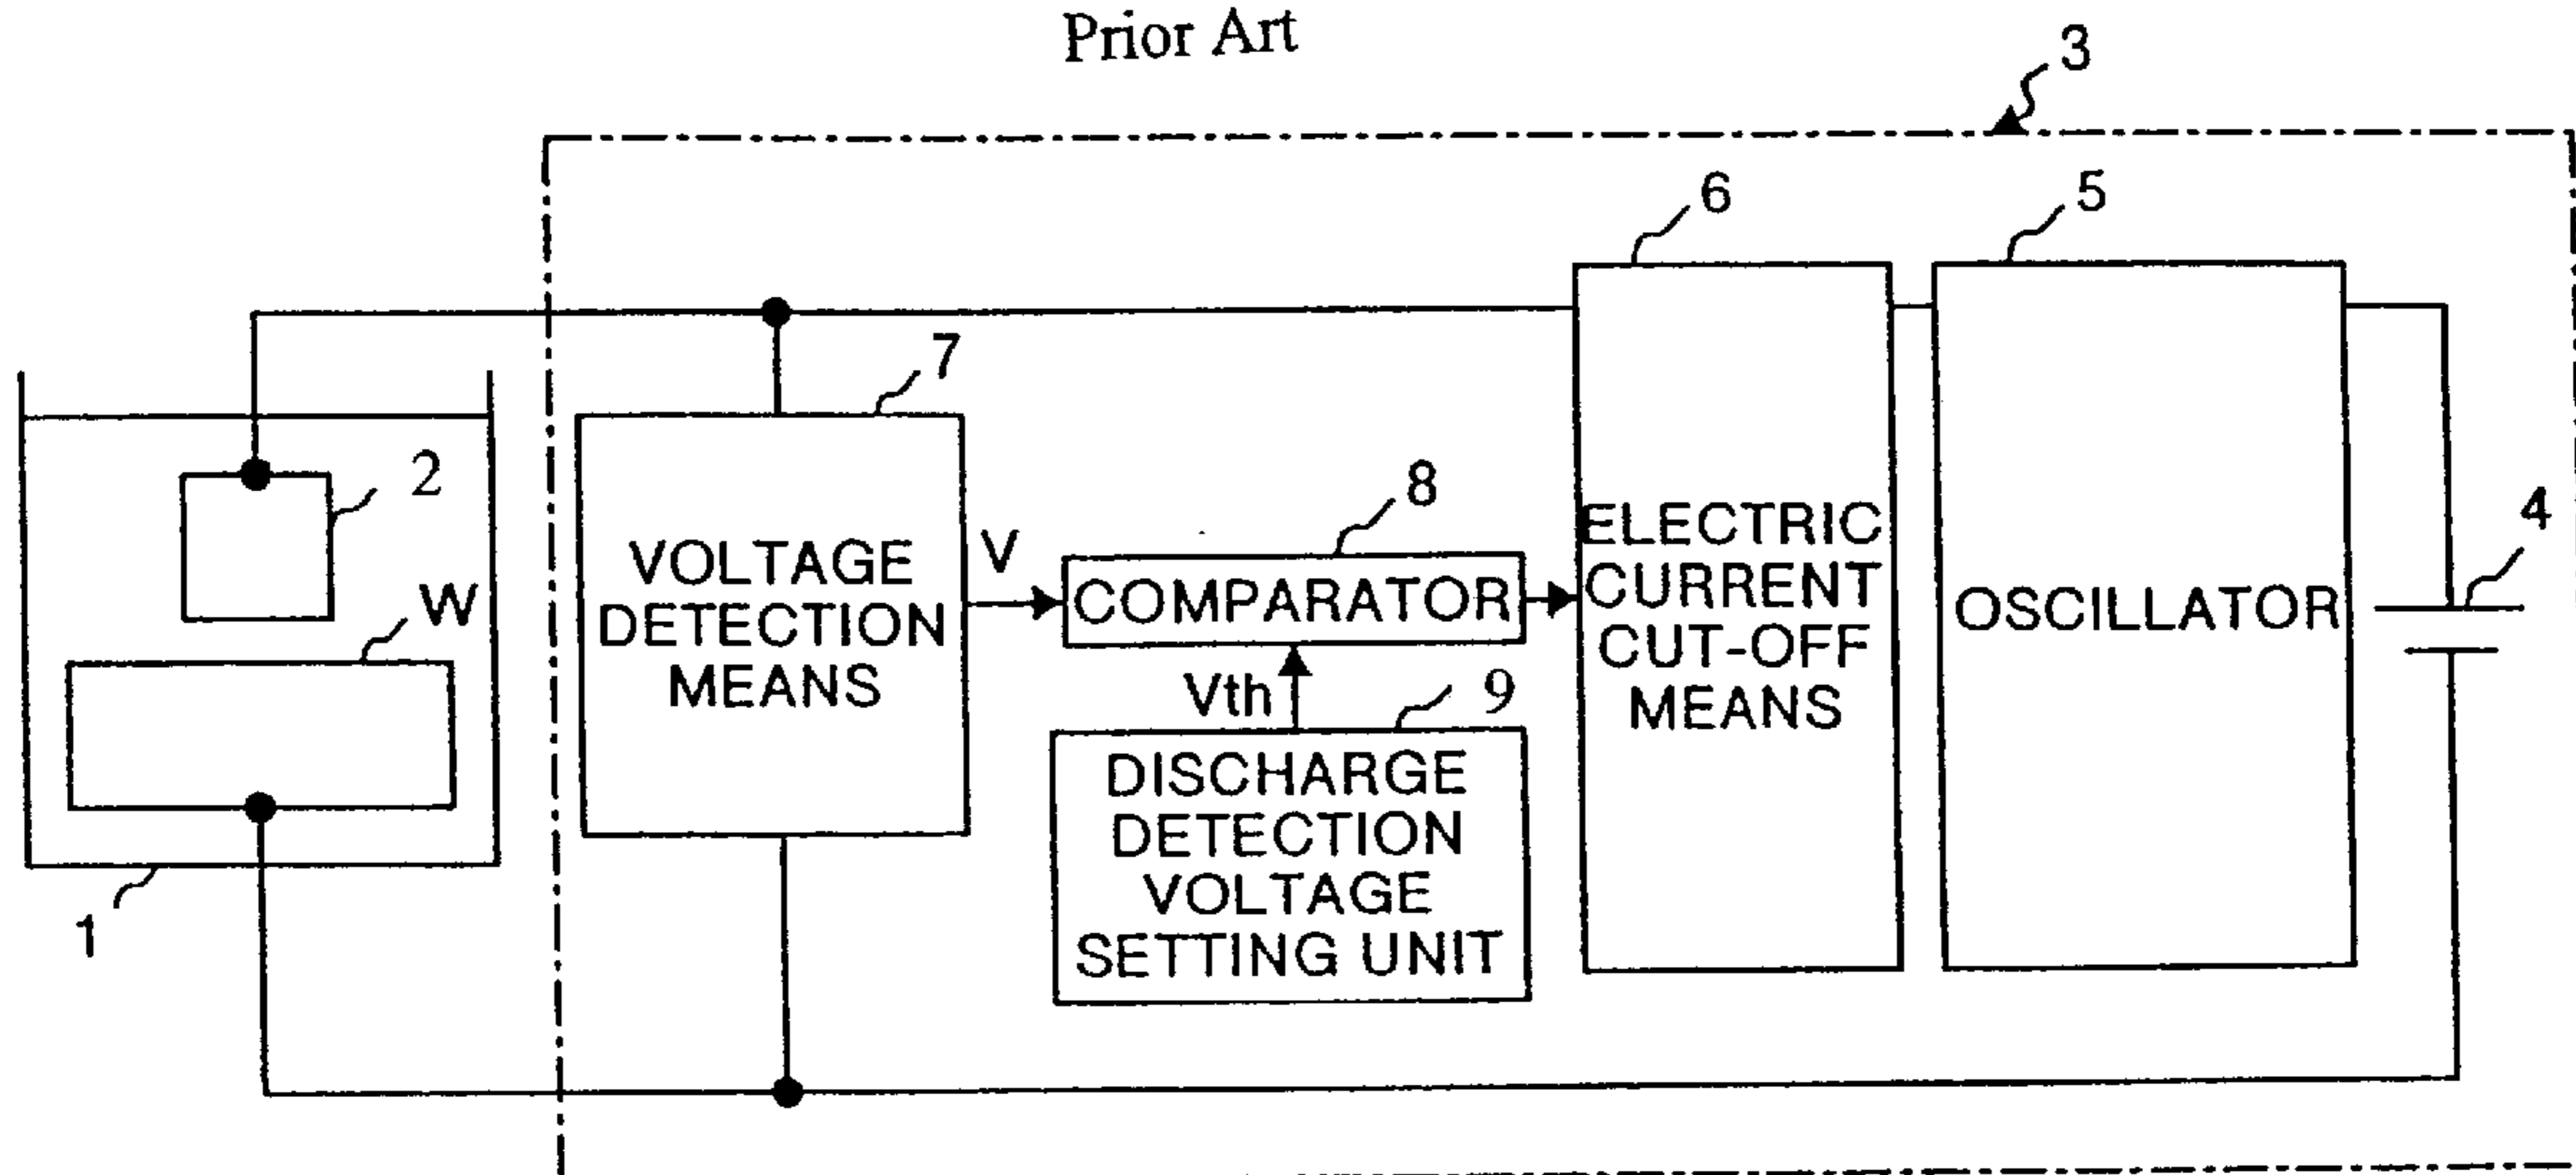 Prior Art
3
6
5
7
2
8
4
V
VOLTAGE
DETECTION
MEANS
COMPARATOR
ELECTRIC
CURRENT
CUT-OFF
MEANS
OSCILLATOR
W
Vth
9
DISCHARGE
DETECTION
VOLTAGE
SETTING UNIT
1